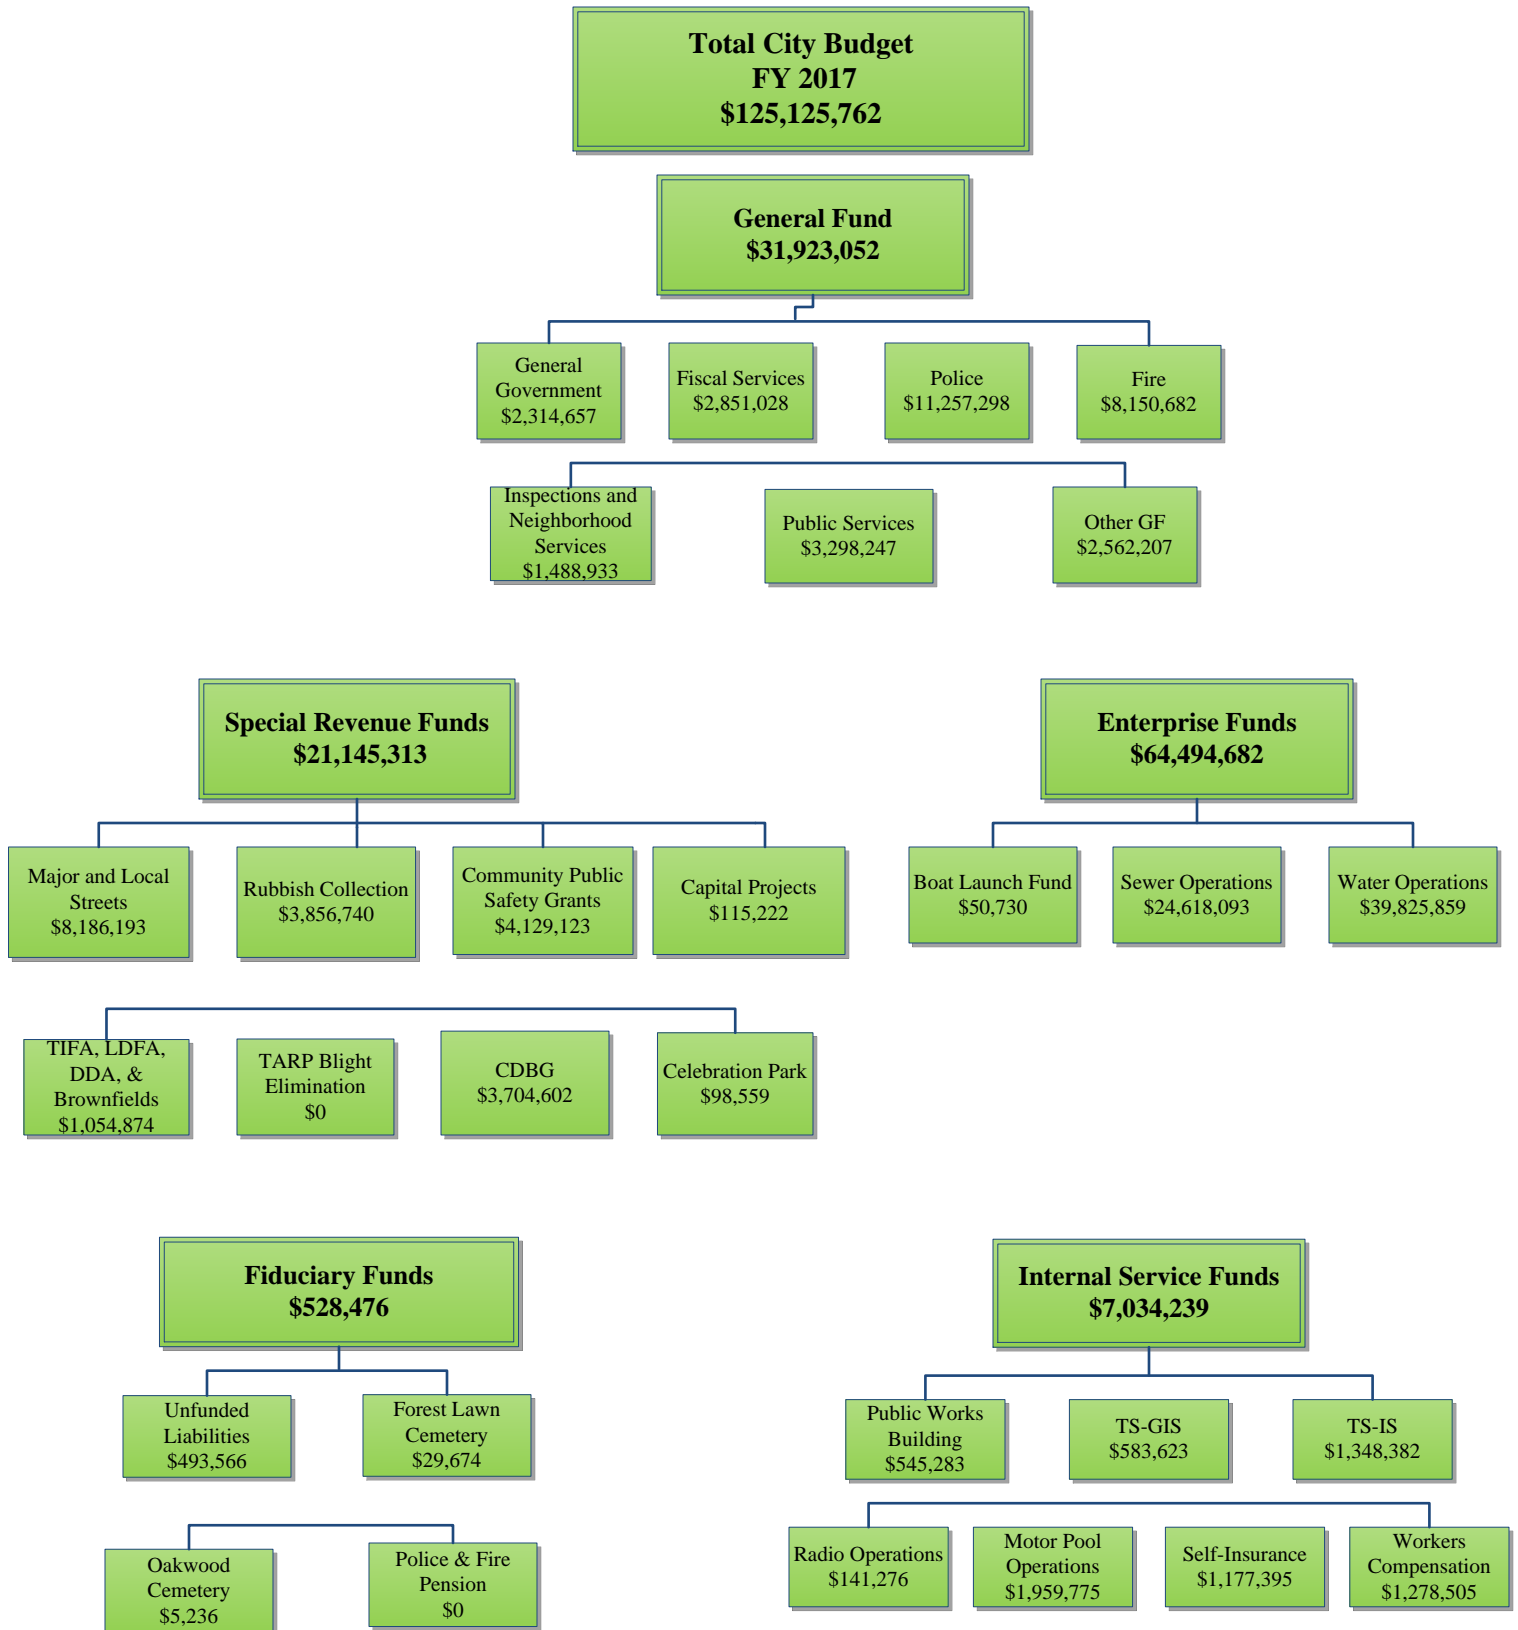 Total City Budget
FY 2017
$125,125,762
General Fund
$31,923,052
General
Government
$2,314,657
Fiscal Services
$2,851,028
Police
$11,257,298
Fire
$8,150,682
Inspections and
Neighborhood
Services
$1,488,933
Public Services
$3,298,247
Other GF
$2,562,207
Special Revenue Funds
$21,145,313
Enterprise Funds
$64,494,682
Major and Local
Streets
$8,186,193
Rubbish Collection
$3,856,740
Community Public
Safety Grants
$4,129,123
Capital Projects
$115,222
Boat Launch Fund
$50,730
Sewer Operations
$24,618,093
Water Operations
$39,825,859
TIFA, LDFA,
DDA, &
Brownfields
$1,054,874
TARP Blight
Elimination
$0
CDBG
$3,704,602
Celebration Park
$98,559
Fiduciary Funds
$528,476
Internal Service Funds
$7,034,239
Unfunded
Liabilities
$493,566
Forest Lawn
Cemetery
$29,674
Public Works
Building
$545,283
TS-GIS
$583,623
TS-IS
$1,348,382
Oakwood
Cemetery
$5,236
Police & Fire
Pension
$0
Radio Operations
$141,276
Motor Pool
Operations
$1,959,775
Self-Insurance
$1,177,395
Workers
Compensation
$1,278,505